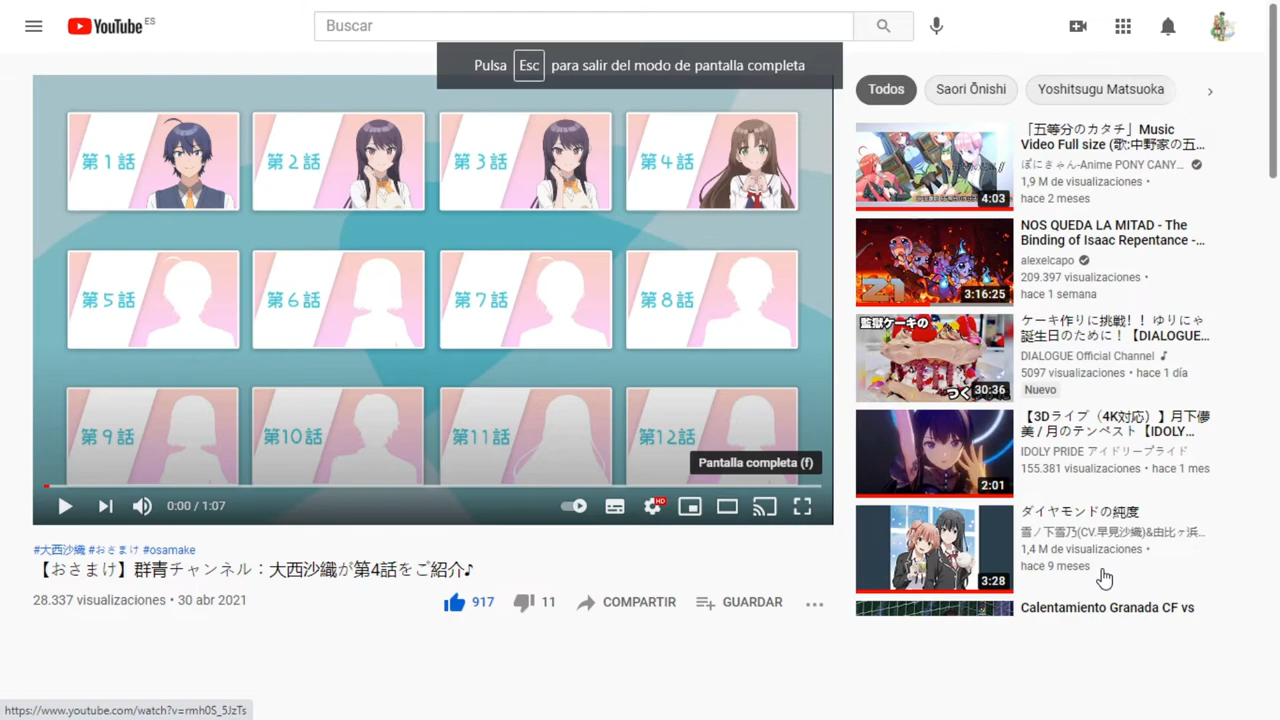 YouTube ES
Buscar
Pulsa Esc para salir del modo de pantalla completa
第1話
第2話
第3話
第4話
第5話
第6話
第7話
第8話
第9話
第10話
第11話
第12話
Pantalla completa (f)
0:00 / 1:07
HD
#大西沙織 #おさまけ #osamake
【おさまけ】群青チャンネル：大西沙織が第4話をご紹介♪
28.337 visualizaciones • 30 abr 2021
917
11
COMPARTIR
GUARDAR
Todos
Saori Ōnishi
Yoshitsugu Matsuoka
「五等分のカタチ」Music
Video Full size (歌:中野家の五...
ぽにきゃん-Anime PONY CANY...
1,9 M de visualizaciones •
hace 2 meses
4:03
NOS QUEDA LA MITAD - The
Binding of Isaac Repentance -...
alexelcapo
209.397 visualizaciones •
hace 1 semana
Z1
3:16:25
ケーキ作りに挑戦！！ゆりにゃ
誕生日のために！【DIALOGUE...
DIALOGUE Official Channel
5097 visualizaciones • hace 1 día
Nuevo
監獄ケーキの
つく
30:36
【3Dライブ（4K対応）】月下儚
美 / 月のテンペスト【IDOLY...
IDOLY PRIDE アイドリープライド
155.381 visualizaciones • hace 1 mes
2:01
ダイヤモンドの純度
雪ノ下雪乃(CV.早見沙織)&由比ヶ浜...
1,4 M de visualizaciones •
hace 9 meses
3:28
Calentamiento Granada CF vs
https://www.youtube.com/watch?v=rmh0S_5JzTs